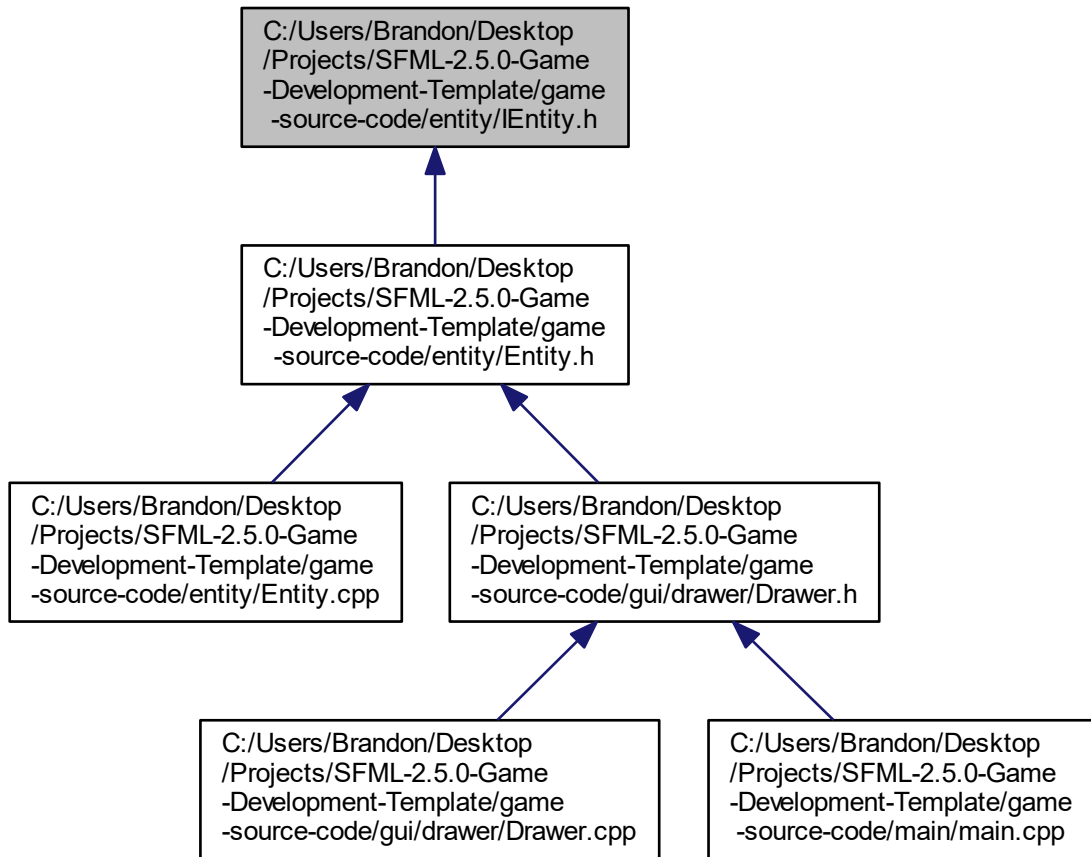 C:/Users/Brandon/Desktop
/Projects/SFML-2.5.0-Game
-Development-Template/game
-source-code/entity/IEntity.h
C:/Users/Brandon/Desktop
/Projects/SFML-2.5.0-Game
-Development-Template/game
-source-code/entity/Entity.h
C:/Users/Brandon/Desktop
/Projects/SFML-2.5.0-Game
-Development-Template/game
-source-code/entity/Entity.cpp
C:/Users/Brandon/Desktop
/Projects/SFML-2.5.0-Game
-Development-Template/game
-source-code/gui/drawer/Drawer.h
C:/Users/Brandon/Desktop
/Projects/SFML-2.5.0-Game
-Development-Template/game
-source-code/gui/drawer/Drawer.cpp
C:/Users/Brandon/Desktop
/Projects/SFML-2.5.0-Game
-Development-Template/game
-source-code/main/main.cpp